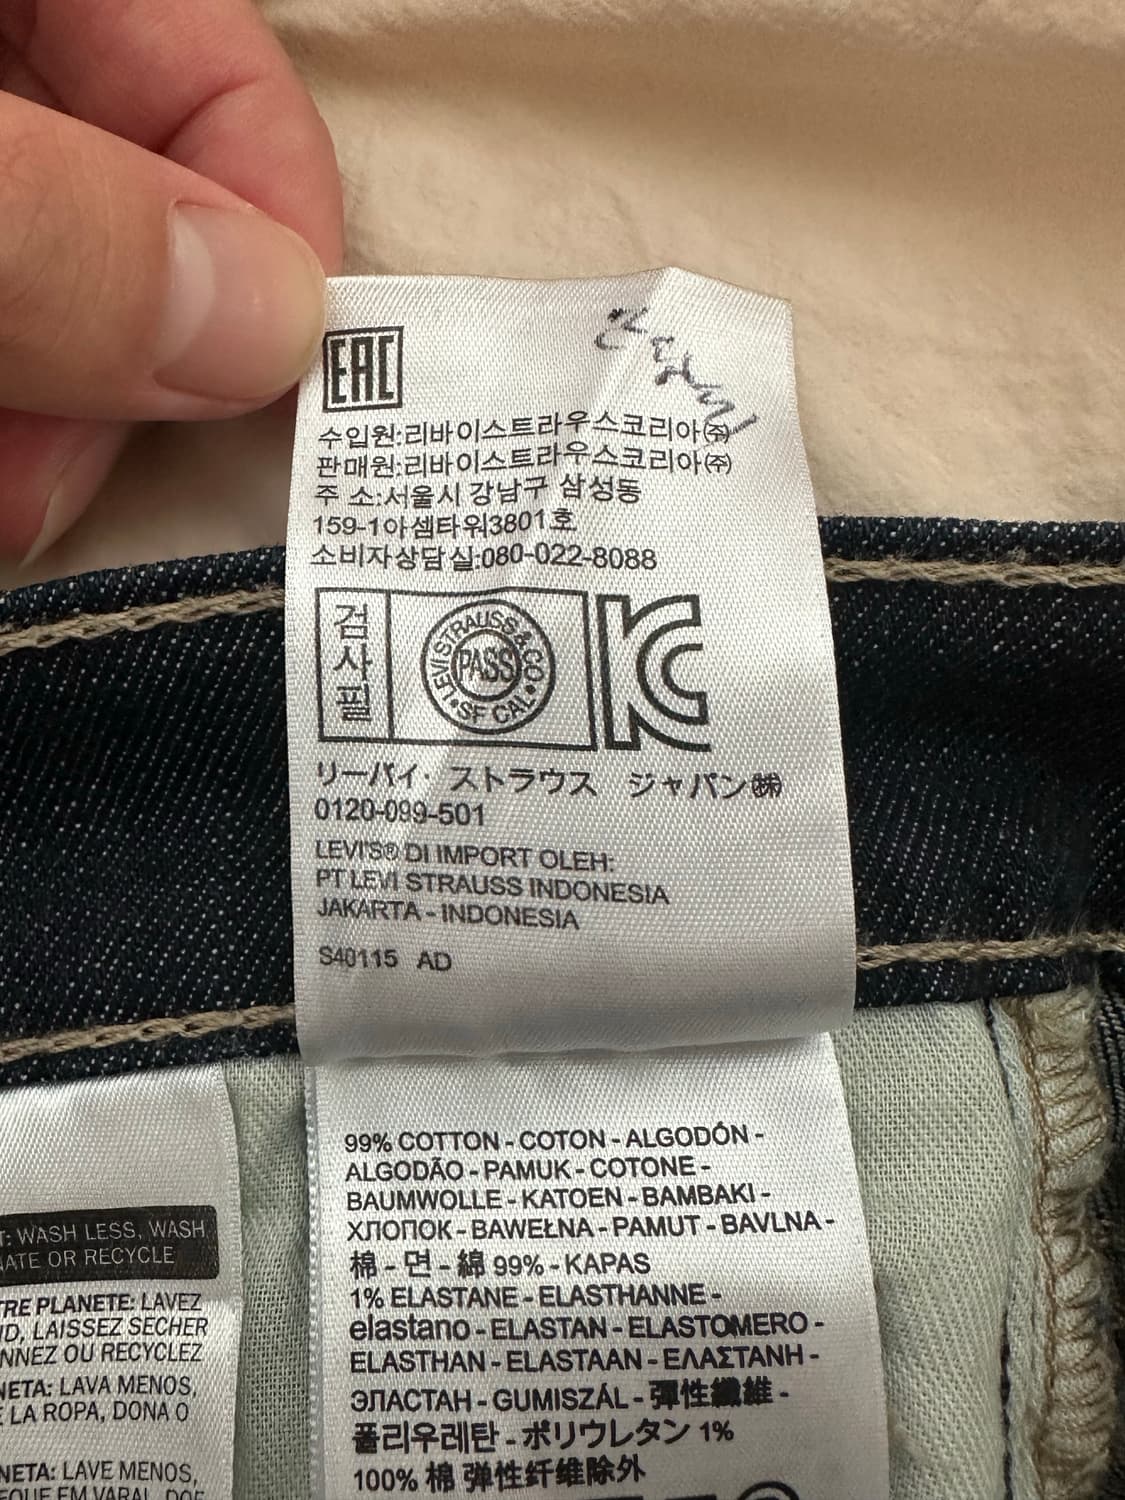 EAC
수입원:리바이스트라우스코리아㈜
판매원:리바이스트라우스코리아㈜
주 소:서울시 강남구 삼성동
159-1아셈타워3801호
소비자상담실:080-022-8088
검사필
LEVI STRAUSS & CO
PASS
SF CAL
リーバイ・ストラウス ジャパン㈱
0120-099-501
LEVI'S® DI IMPORT OLEH:
PT LEVI STRAUSS INDONESIA
JAKARTA - INDONESIA
S40115 AD
99% COTTON - COTON - ALGODÓN -
ALGODÃO - PAMUK - COTONE -
BAUMWOLLE - KATOEN - BAMBAKI -
ХЛОПОК - BAWEŁNA - PAMUT - BAVLNA -
棉 - 면 - 綿 99% - KAPAS
1% ELASTANE - ELASTHANNE -
elastano - ELASTAN - ELASTOMERO -
ELASTHAN - ELASTAAN - ΕΛΑΣΤΑΝΗ -
ЭЛАСТАН - GUMISZÁL - 彈性纖維 -
폴리우레탄 - ポリウレタン 1%
100% 棉 弹性纤维除外
: WASH LESS, WASH
OR RECYCLE
PLANETE: LAVEZ
LAISSEZ SECHER
OU RECYCLEZ
LAVA MENOS,
LA ROPA, DONA O
LAVE MENOS,
EM VARAL, DOE